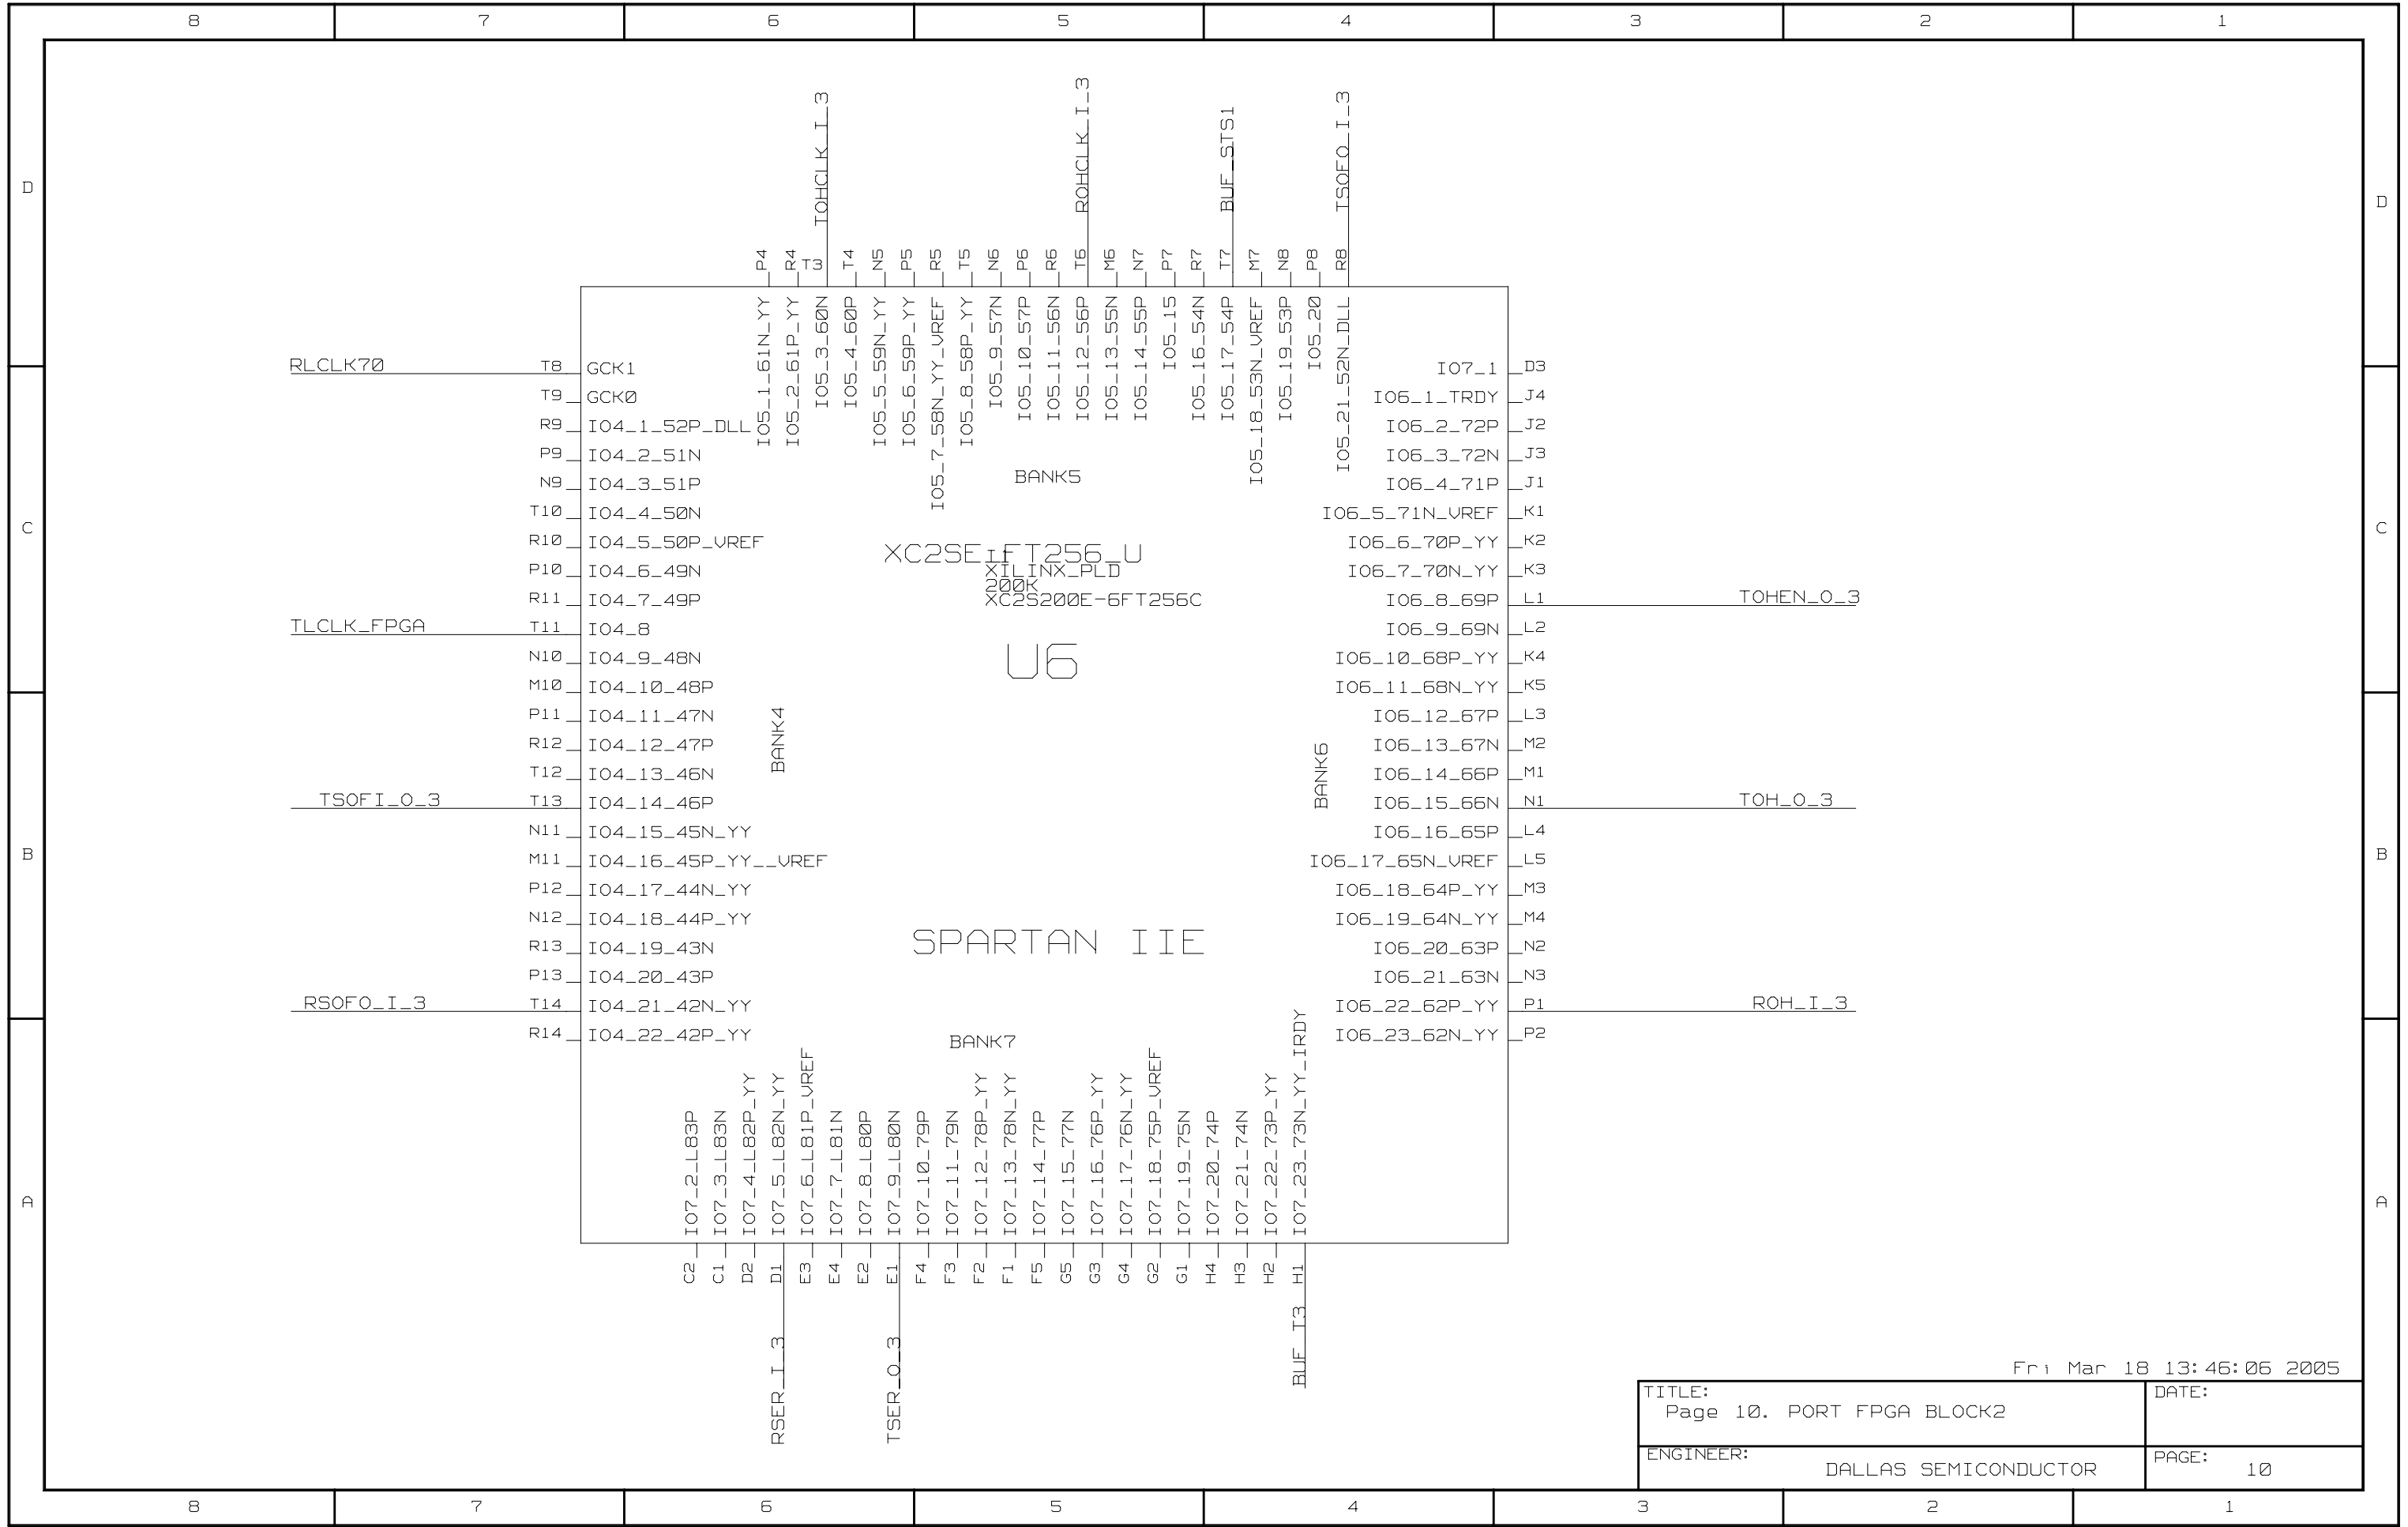 8 7 6 5 4 3 2 1
D
D
C
C
B
B
A
A
TOHCLK_I_3
ROHCLK_I_3
BUF_STS1
TSOFO_I_3
P4 R4 T3 T4 N5 P5 R5 T5 N6 P6 R6 T6 M6 N7 P7 R7 T7 M7 N8 P8 R8
IO5_1_61N_YY
IO5_2_61P_YY
IO5_3_60N
IO5_4_60P
IO5_5_59N_YY
IO5_6_59P_YY
IO5_7_58N_YY_VREF
IO5_8_58P_YY
IO5_9_57N
IO5_10_57P
IO5_11_56N
IO5_12_56P
IO5_13_55N
IO5_14_55P
IO5_15
IO5_16_54N
IO5_17_54P
IO5_18_53N_VREF
IO5_19_53P
IO5_20
IO5_21_52N_DLL
BANK5
RLCLK70 T8 GCK1
T9 GCK0
R9 IO4_1_52P_DLL
P9 IO4_2_51N
N9 IO4_3_51P
T10 IO4_4_50N
R10 IO4_5_50P_VREF
P10 IO4_6_49N
R11 IO4_7_49P
TLCLK_FPGA T11 IO4_8
N10 IO4_9_48N
M10 IO4_10_48P
P11 IO4_11_47N
R12 IO4_12_47P
T12 IO4_13_46N
TSOFI_O_3 T13 IO4_14_46P
N11 IO4_15_45N_YY
M11 IO4_16_45P_YY__VREF
P12 IO4_17_44N_YY
N12 IO4_18_44P_YY
R13 IO4_19_43N
P13 IO4_20_43P
RSOFO_I_3 T14 IO4_21_42N_YY
R14 IO4_22_42P_YY
BANK4
XC2SE_FT256_U
I1
XILINX_PLD
200K
XC2S200E-6FT256C
U6
SPARTAN IIE
IO7_1 D3
IO6_1_TRDY J4
IO6_2_72P J2
IO6_3_72N J3
IO6_4_71P J1
IO6_5_71N_VREF K1
IO6_6_70P_YY K2
IO6_7_70N_YY K3
IO6_8_69P L1 TOHEN_O_3
IO6_9_69N L2
IO6_10_68P_YY K4
IO6_11_68N_YY K5
IO6_12_67P L3
IO6_13_67N M2
IO6_14_66P M1
IO6_15_66N N1 TOH_O_3
IO6_16_65P L4
IO6_17_65N_VREF L5
IO6_18_64P_YY M3
IO6_19_64N_YY M4
IO6_20_63P N2
IO6_21_63N N3
IO6_22_62P_YY P1 ROH_I_3
IO6_23_62N_YY P2
BANK6
BANK7
IO7_2_L83P
IO7_3_L83N
IO7_4_L82P_YY
IO7_5_L82N_YY
IO7_6_L81P_VREF
IO7_7_L81N
IO7_8_L80P
IO7_9_L80N
IO7_10_79P
IO7_11_79N
IO7_12_78P_YY
IO7_13_78N_YY
IO7_14_77P
IO7_15_77N
IO7_16_76P_YY
IO7_17_76N_YY
IO7_18_75P_VREF
IO7_19_75N
IO7_20_74P
IO7_21_74N
IO7_22_73P_YY
IO7_23_73N_YY_IRDY
C2 C1 D2 D1 E3 E4 E2 E1 F4 F3 F2 F1 F5 G5 G3 G4 G2 G1 H4 H3 H2 H1
RSER_I_3
TSER_O_3
BUF_I3
Fri Mar 18 13:46:06 2005
TITLE:
Page 10. PORT FPGA BLOCK2
DATE:
ENGINEER:
DALLAS SEMICONDUCTOR
PAGE:
10
8 7 6 5 4 3 2 1